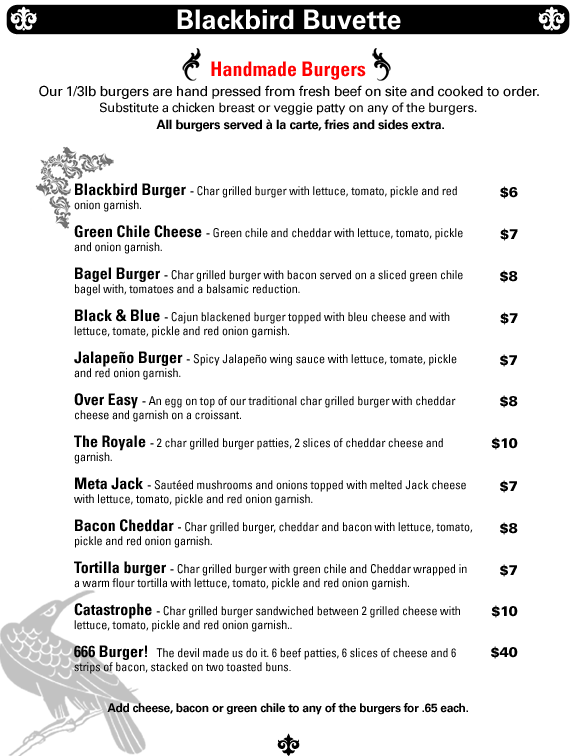 Blackbird Buvette
Handmade Burgers
Our 1/3lb burgers are hand pressed from fresh beef on site and cooked to order.
Substitute a chicken breast or veggie patty on any of the burgers.
All burgers served à la carte, fries and sides extra.
Blackbird Burger - Char grilled burger with lettuce, tomato, pickle and red $6
onion garnish.
Green Chile Cheese - Green chile and cheddar with lettuce, tomato, pickle $7
and onion garnish.
Bagel Burger - Char grilled burger with bacon served on a sliced green chile $8
bagel with, tomatoes and a balsamic reduction.
Black & Blue - Cajun blackened burger topped with bleu cheese and with $7
lettuce, tomate, pickle and red onion garnish.
Jalapeño Burger - Spicy Jalapeño wing sauce with lettuce, tomate, pickle $7
and red onion garnish.
Over Easy - An egg on top of our traditional char grilled burger with cheddar $8
cheese and garnish on a croissant.
The Royale - 2 char grilled burger patties, 2 slices of cheddar cheese and $10
garnish.
Meta Jack - Sautéed mushrooms and onions topped with melted Jack cheese $7
with lettuce, tomato, pickle and red onion garnish.
Bacon Cheddar - Char grilled burger, cheddar and bacon with lettuce, tomato, $8
pickle and red onion garnish.
Tortilla burger - Char grilled burger with green chile and Cheddar wrapped in $7
a warm flour tortilla with lettuce, tomato, pickle and red onion garnish.
Catastrophe - Char grilled burger sandwiched between 2 grilled cheese with $10
lettuce, tomato, pickle and red onion garnish..
666 Burger! The devil made us do it. 6 beef patties, 6 slices of cheese and 6 $40
strips of bacon, stacked on two toasted buns.
Add cheese, bacon or green chile to any of the burgers for .65 each.